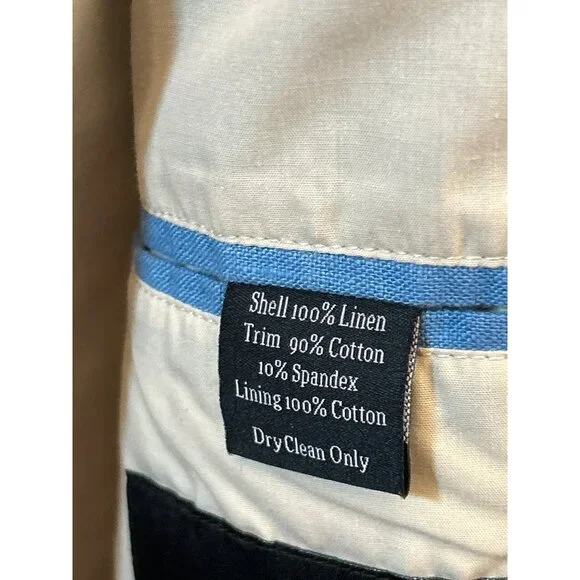 Shell 100% Linen
Trim 90% Cotton
10% Spandex
Lining 100% Cotton
Dry Clean Only